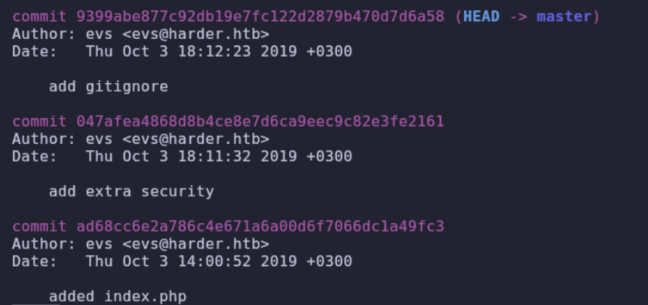 commit 9399abe877c92db19e7fc122d2879b470d7d6a58 (HEAD -> master)
Author: evs <evs@harder.htb>
Date:   Thu Oct 3 18:12:23 2019 +0300
add gitignore
commit 047afea4868d8b4ce8e7d6ca9eec9c82e3fe2161
Author: evs <evs@harder.htb>
Date:   Thu Oct 3 18:11:32 2019 +0300
add extra security
commit ad68cc6e2a786c4e671a6a00d6f7066dc1a49fc3
Author: evs <evs@harder.htb>
Date:   Thu Oct 3 14:00:52 2019 +0300
added index.php